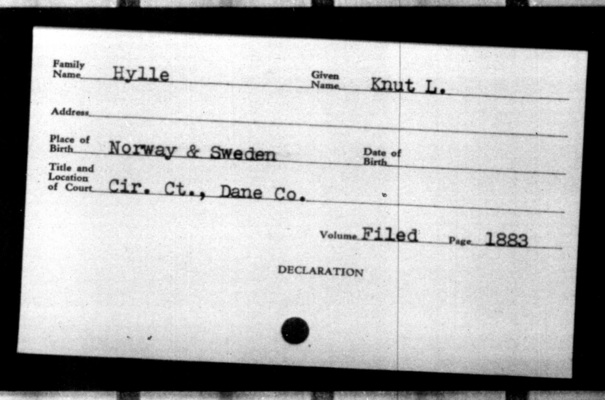 Family Name Hylle Given Name Knut L.
Address
Place of Birth Norway & Sweden Date of Birth
Title and Location of Court Cir. Ct., Dane Co.
Volume Filed Page 1883
DECLARATION